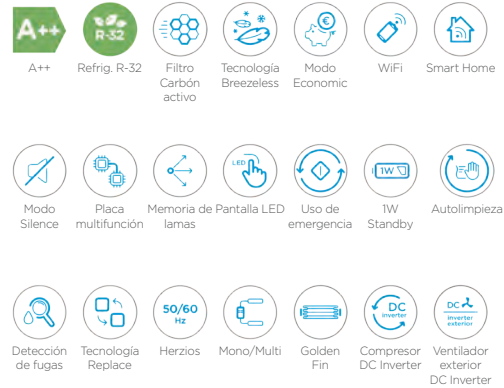 A++
R-32
A++
Refrig. R-32
Filtro
Carbón
activo
Tecnología
Breezeless
€
Modo
Economic
WiFi
Smart Home
Modo
Silence
Placa
multifunción
Memoria de
lamas
LED
Pantalla LED
Uso de
emergencia
1W
1W
Standby
Autolimpieza
Detección
de fugas
Tecnología
Replace
50/60
Hz
Herzios
Mono/Multi
Golden
Fin
DC
inverter
Compresor
DC Inverter
DC
inverter
exterior
Ventilador
exterior
DC Inverter